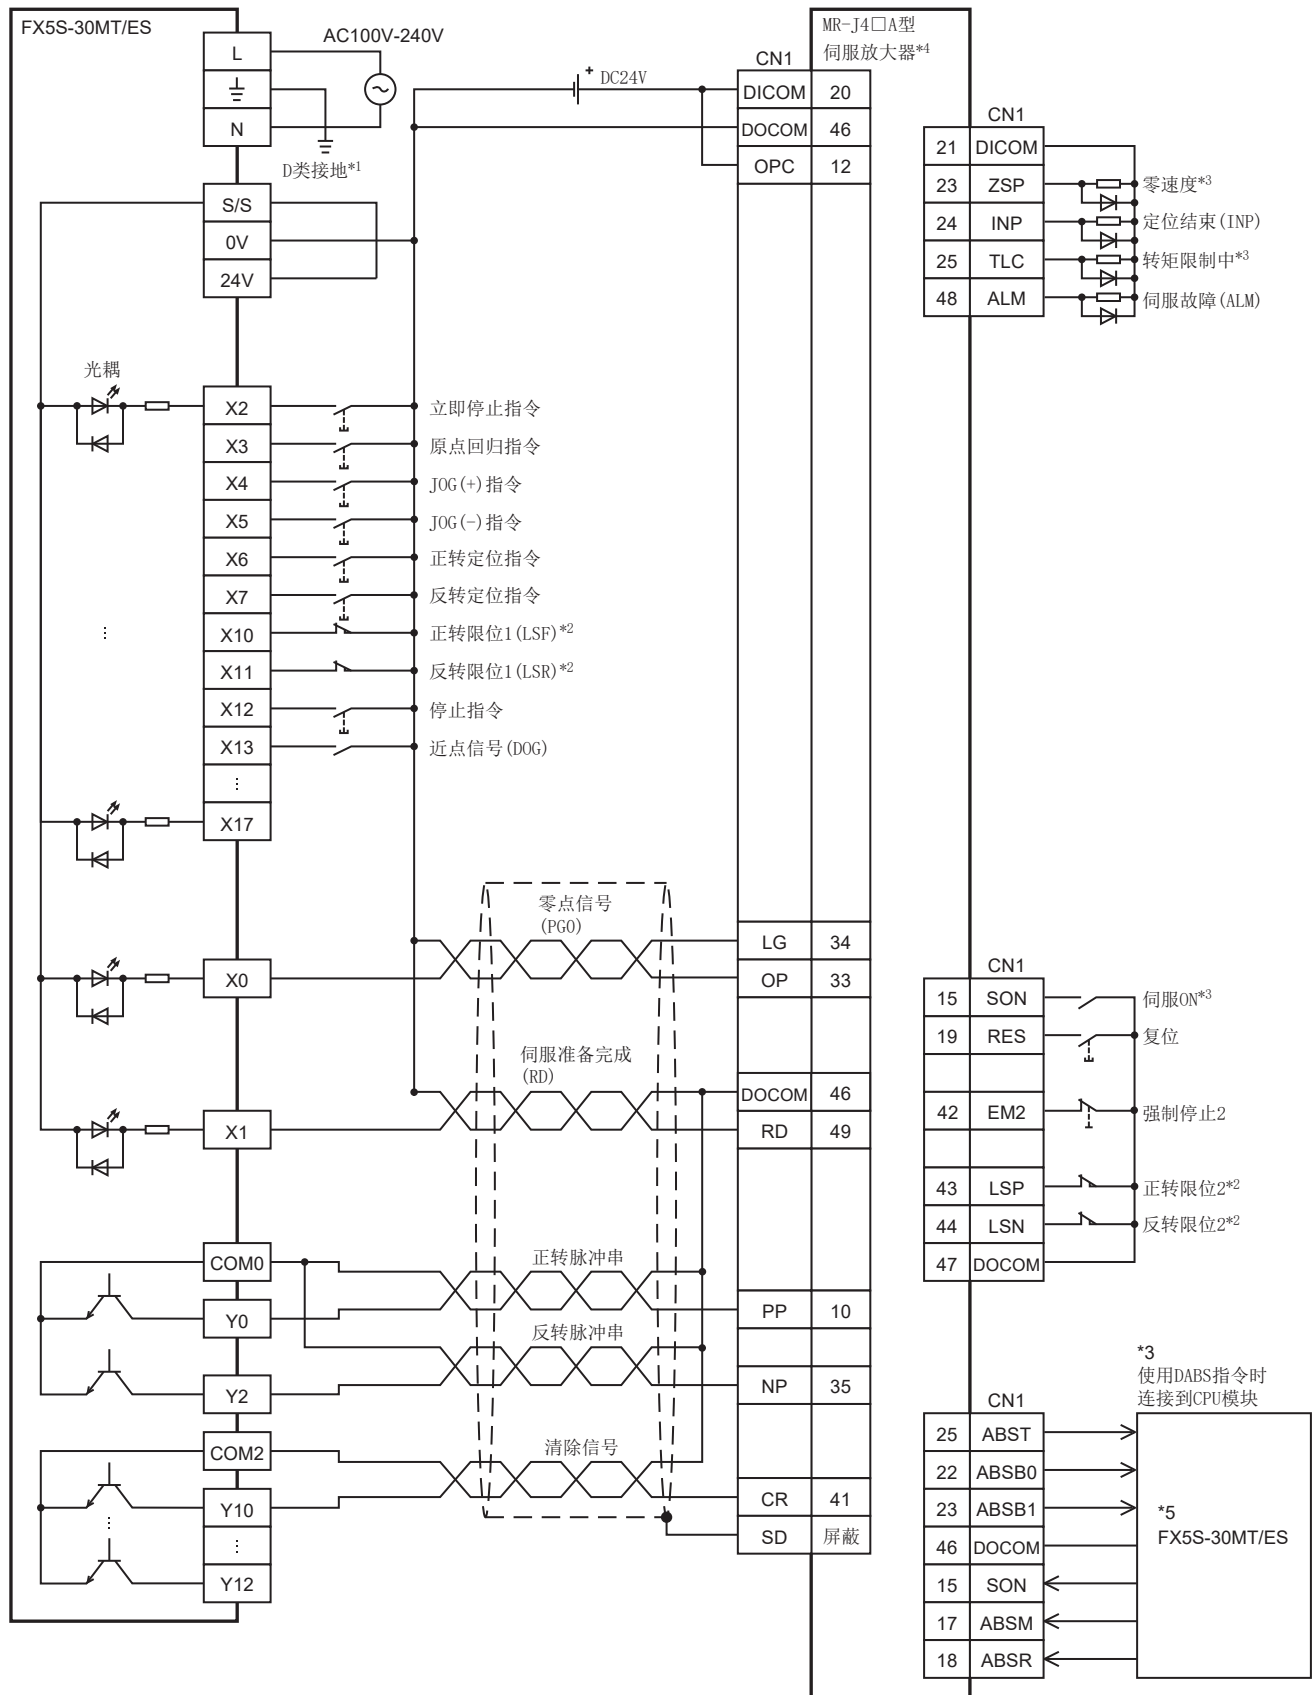 FX5S-30MT/ES
L
N
AC100V-240V
D类接地*1
S/S
0V
24V
光耦
X2
立即停止指令
X3
原点回归指令
X4
JOG(+)指令
X5
JOG(-)指令
X6
正转定位指令
X7
反转定位指令
⋮
X10
正转限位1(LSF)*2
X11
反转限位1(LSR)*2
X12
停止指令
X13
近点信号(DOG)
⋮
X17
X0
X1
零点信号
(PGO)
伺服准备完成
(RD)
COM0
正转脉冲串
Y0
反转脉冲串
Y2
COM2
清除信号
Y10
⋮
⋮
Y12
MR-J4□A型
伺服放大器*4
+ DC24V
CN1
DICOM 20
DOCOM 46
OPC 12
LG 34
OP 33
DOCOM 46
RD 49
PP 10
NP 35
CR 41
SD 屏蔽
CN1
21 DICOM
23 ZSP 零速度*3
24 INP 定位结束(INP)
25 TLC 转矩限制中*3
48 ALM 伺服故障(ALM)
CN1
15 SON 伺服ON*3
19 RES 复位
42 EM2 强制停止2
43 LSP 正转限位2*2
44 LSN 反转限位2*2
47 DOCOM
*3
使用DABS指令时
连接到CPU模块
CN1
25 ABST
22 ABSB0
23 ABSB1
46 DOCOM
15 SON
17 ABSM
18 ABSR
*5
FX5S-30MT/ES